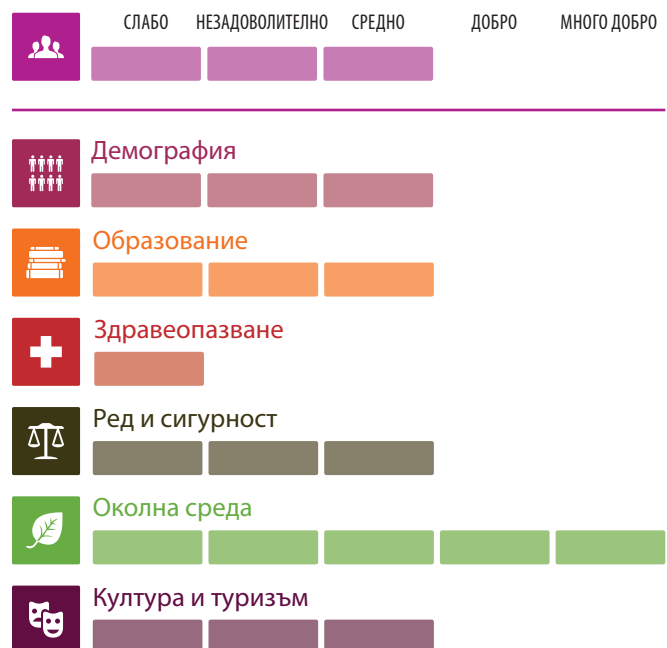 СЛАБО НЕЗАДОВОЛИТЕЛНО СРЕДНО ДОБРО МНОГО ДОБРО
Демография
Образование
Здравеопазване
Ред и сигурност
Околна среда
Култура и туризъм